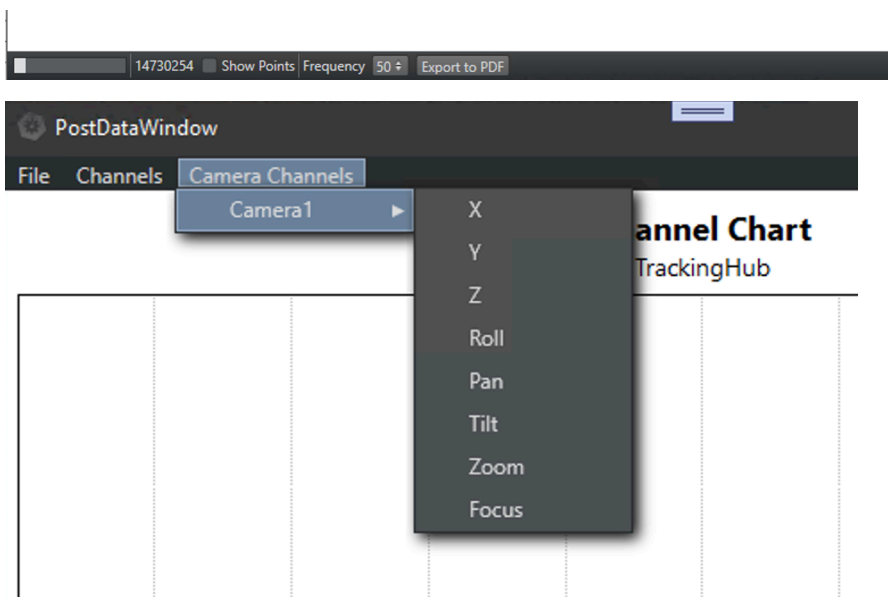 14730254 Show Points Frequency 50 Export to PDF
PostDataWindow
File Channels Camera Channels
Camera1 X
annel Chart
Y
TrackingHub
Z
Roll
Pan
Tilt
Zoom
Focus